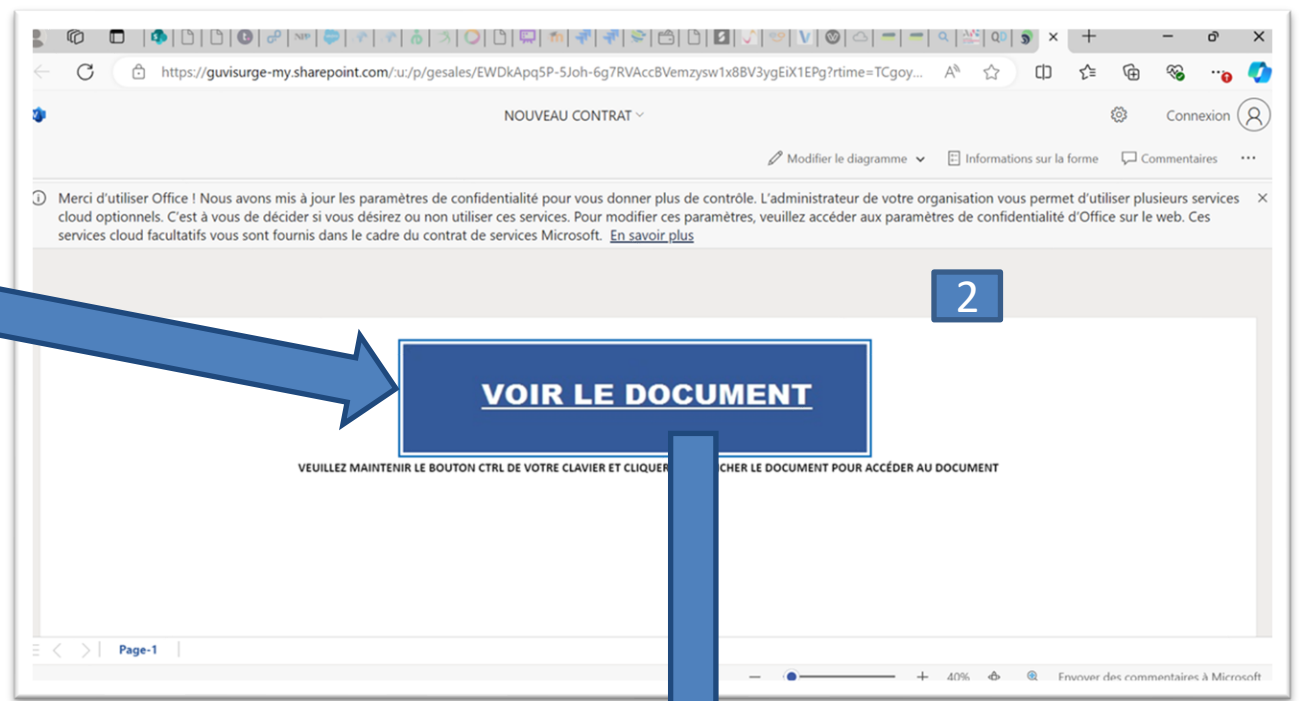 https://guvisurge-my.sharepoint.com/:u:/p/gesales/EWDkApq5P-5Joh-6g7RVAccBVemzysw1x8BV3ygEiX1EPg?rtime=TCgoy...
NOUVEAU CONTRAT
Connexion
Modifier le diagramme
Informations sur la forme
Commentaires
Merci d'utiliser Office ! Nous avons mis à jour les paramètres de confidentialité pour vous donner plus de contrôle. L'administrateur de votre organisation vous permet d'utiliser plusieurs services
cloud optionnels. C'est à vous de décider si vous désirez ou non utiliser ces services. Pour modifier ces paramètres, veuillez accéder aux paramètres de confidentialité d'Office sur le web. Ces
services cloud facultatifs vous sont fournis dans le cadre du contrat de services Microsoft. En savoir plus
2
VOIR LE DOCUMENT
VEUILLEZ MAINTENIR LE BOUTON CTRL DE VOTRE CLAVIER ET CLIQUER LE DOCUMENT POUR ACCÉDER AU DOCUMENT
Page-1
40%
Envoyer des commentaires à Microsoft